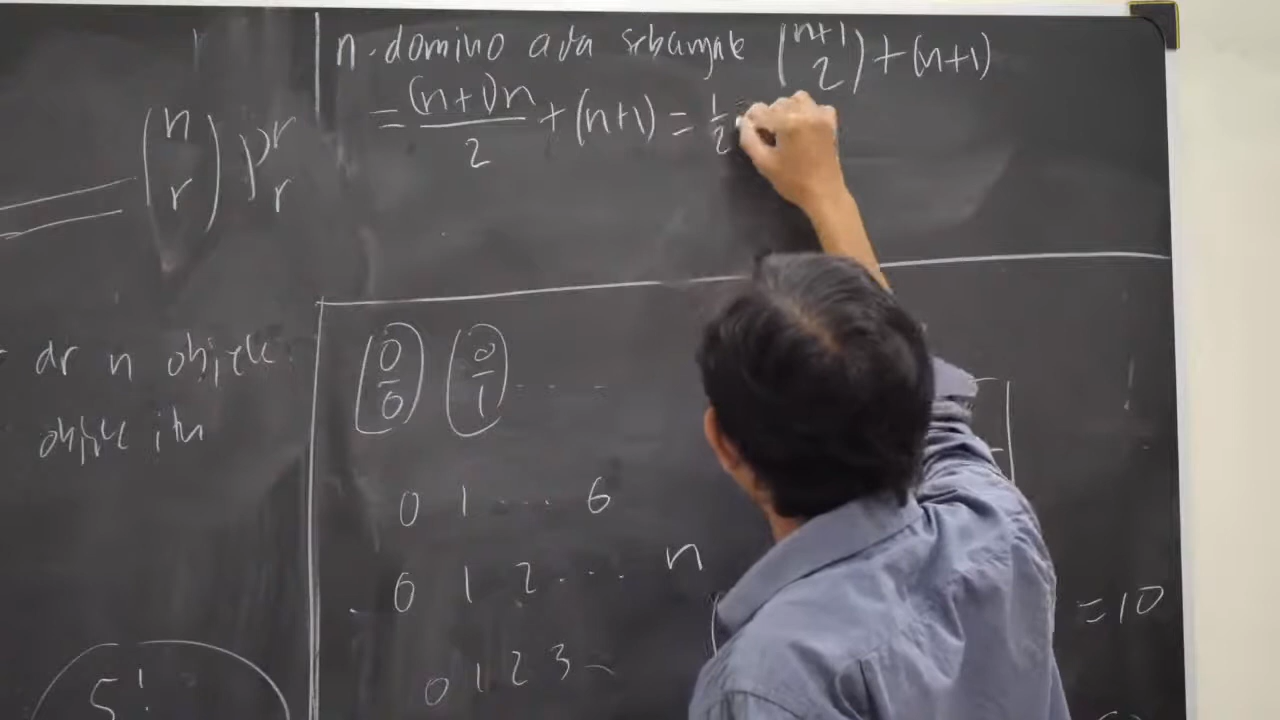 n-domino ada sebanyak (n+1 2) + (n+1)
= (n+1)n / 2 + (n+1) = 1/2
(n r) P r r
dr n objek
objek itu
(0/0) (0/1) ....
0 1 ... 6
0 1 2 ... n
0 1 2 3
= 10
5!